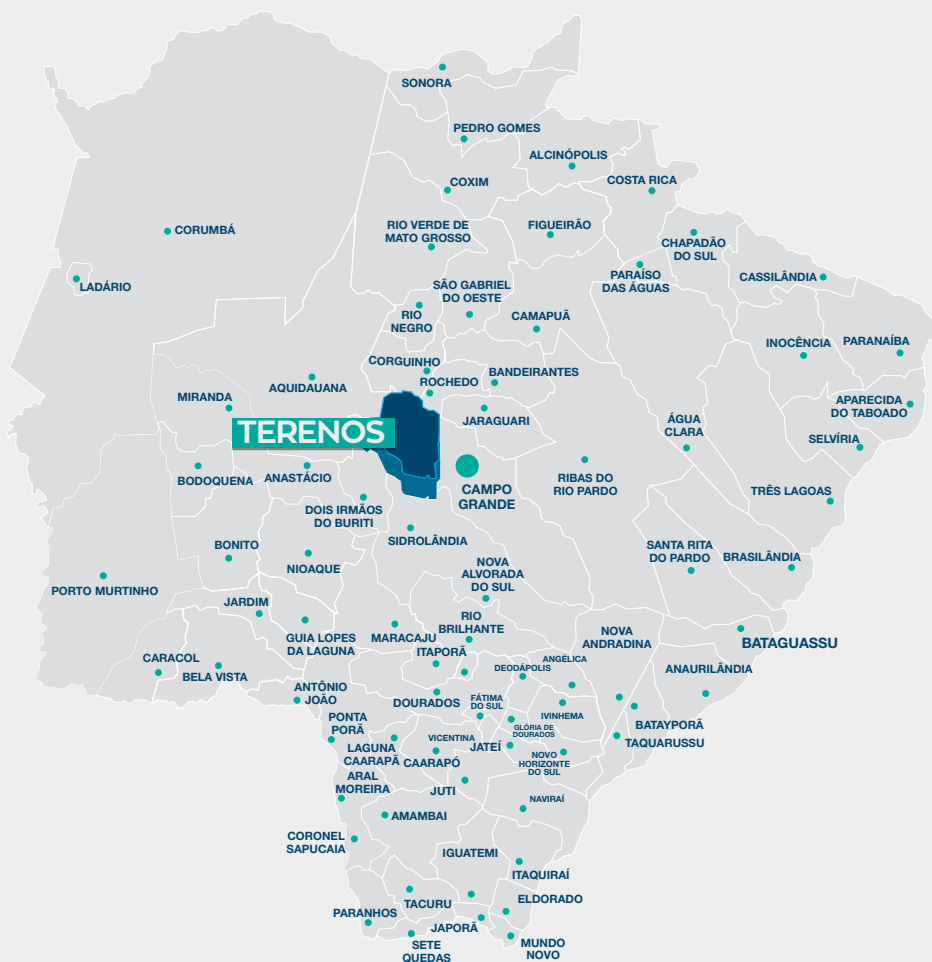 SONORA
PEDRO GOMES
ALCINÓPOLIS
COSTA RICA
COXIM
CORUMBÁ
RIO VERDE DE
MATO GROSSO
FIGUEIRÃO
CHAPADÃO
DO SUL
LADÁRIO
SÃO GABRIEL
DO OESTE
PARAÍSO
DAS ÁGUAS
CASSILÂNDIA
RIO
NEGRO
CAMAPUÃ
INOCÊNCIA
PARANAÍBA
CORGUINHO
ROCHEDO
BANDEIRANTES
AQUIDAUANA
MIRANDA
APARECIDA
DO TABOADO
JARAGUARI
ÁGUA
CLARA
TERENOS
SELVÍRIA
BODOQUENA
ANASTÁCIO
CAMPO
GRANDE
RIBAS DO
RIO PARDO
TRÊS LAGOAS
DOIS IRMÃOS
DO BURITI
SIDROLÂNDIA
BONITO
NIOAQUE
NOVA
ALVORADA
DO SUL
SANTA RITA
DO PARDO
BRASILÂNDIA
PORTO MURTINHO
JARDIM
GUIA LOPES
DA LAGUNA
MARACAJU
RIO
BRILHANTE
NOVA
ANDRADINA
BATAGUASSU
ITAPORÃ
CARACOL
BELA VISTA
DEODÁPOLIS
ANGÉLICA
ANAURILÂNDIA
ANTÔNIO
JOÃO
DOURADOS
FÁTIMA
DO SUL
IVINHEMA
PONTA
PORÃ
GLÓRIA DE
DOURADOS
BATAYPORÃ
TAQUARUSSU
LAGUNA
CAARAPÃ
VICENTINA
CAARAPÓ
JATEÍ
NOVO
HORIZONTE
DO SUL
ARAL
MOREIRA
JUTI
NAVIRAÍ
AMAMBAI
CORONEL
SAPUCAIA
IGUATEMI
ITAQUIRAÍ
TACURU
ELDORADO
PARANHOS
JAPORÃ
SETE
QUEDAS
MUNDO
NOVO